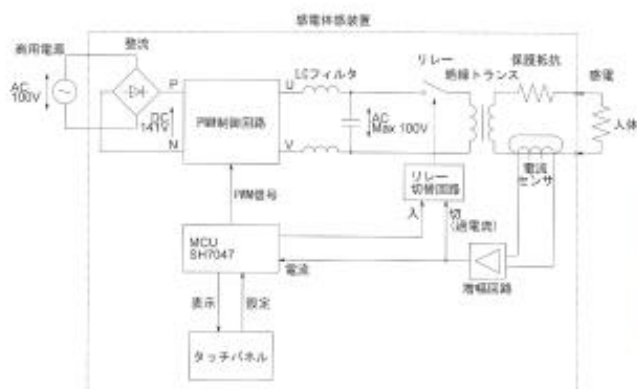 感電体感装置
商用電源
整流
LCフィルタ
リレー
絶縁トランス
保護抵抗
感電
AC
100V
P
DC
141V
N
PWM制御回路
U
V
AC
Max 100V
人体
電流
センサ
リレー
切替回路
PWM信号
入
切
(過電流)
MCU
SH7047
電流
増幅回路
表示
設定
タッチパネル